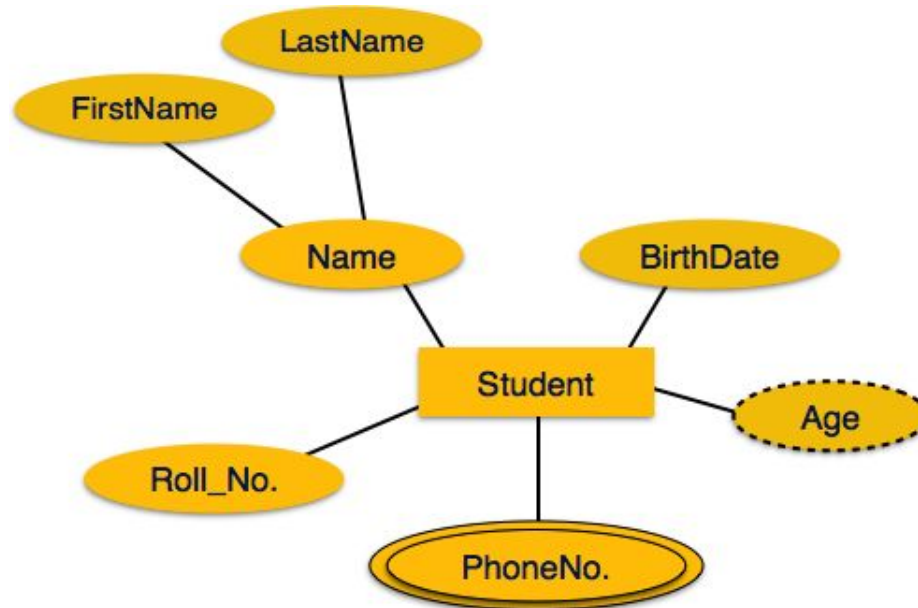 LastName
FirstName
Name
BirthDate
Student
Age
Roll_No.
PhoneNo.